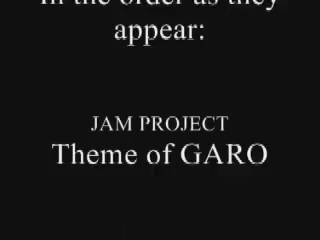 In the order as they
appear:
JAM PROJECT
Theme of GARO